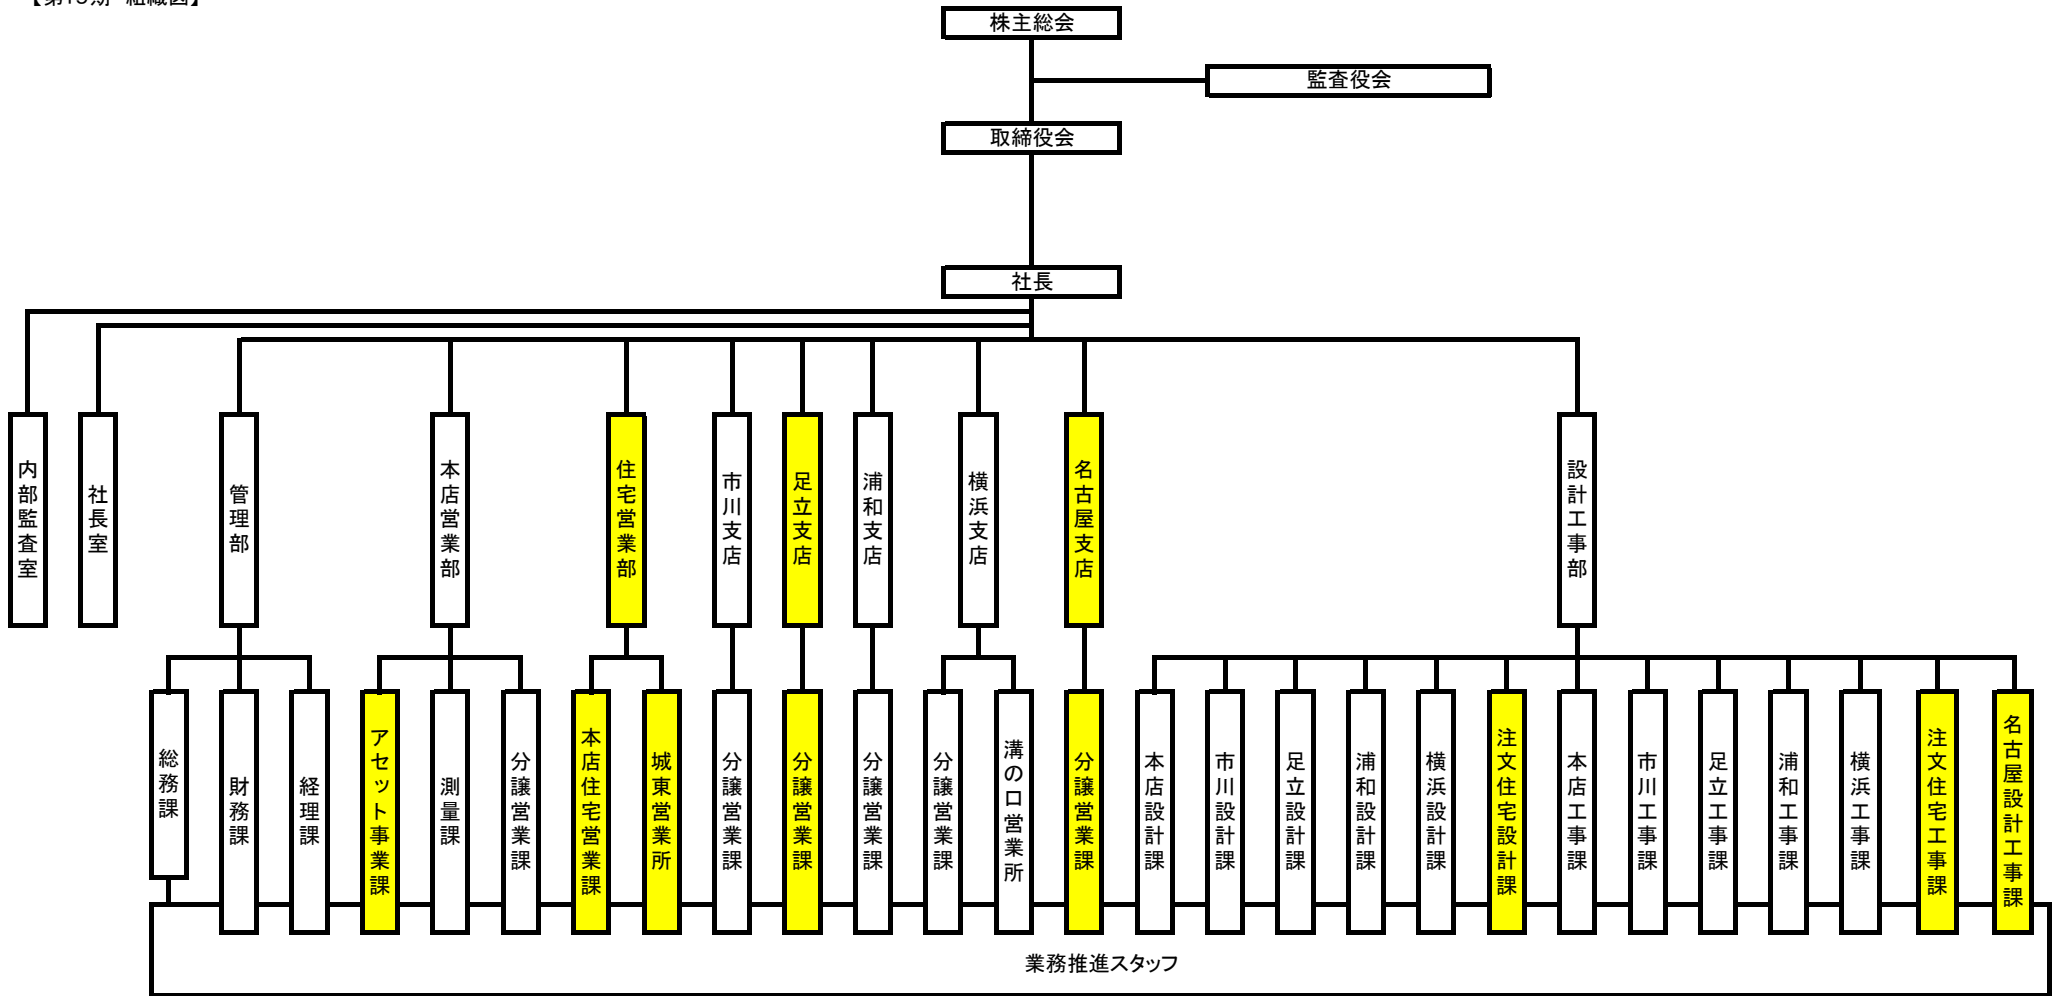 株主総会
監査役会
取締役会
社長
内部監査室
社長室
管理部
本店営業部
住宅営業部
市川支店
足立支店
浦和支店
横浜支店
名古屋支店
設計工事部
総務課
財務課
経理課
アセット事業課
測量課
分譲営業課
本店住宅営業課
城東営業所
分譲営業課
分譲営業課
分譲営業課
分譲営業課
溝の口営業所
分譲営業課
本店設計課
市川設計課
足立設計課
浦和設計課
横浜設計課
注文住宅設計課
本店工事課
市川工事課
足立工事課
浦和工事課
横浜工事課
注文住宅工事課
名古屋設計工事課
業務推進スタッフ